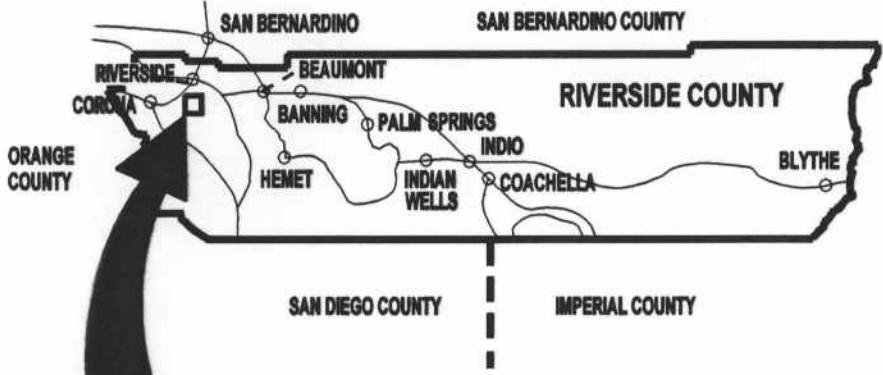 SAN BERNARDINO
SAN BERNARDINO COUNTY
RIVERSIDE
BEAUMONT
CORONA
BANNING
RIVERSIDE COUNTY
PALM SPRINGS
ORANGE
COUNTY
HEMET
INDIAN
WELLS
INDIO
COACHELLA
BLYTHE
SAN DIEGO COUNTY
IMPERIAL COUNTY